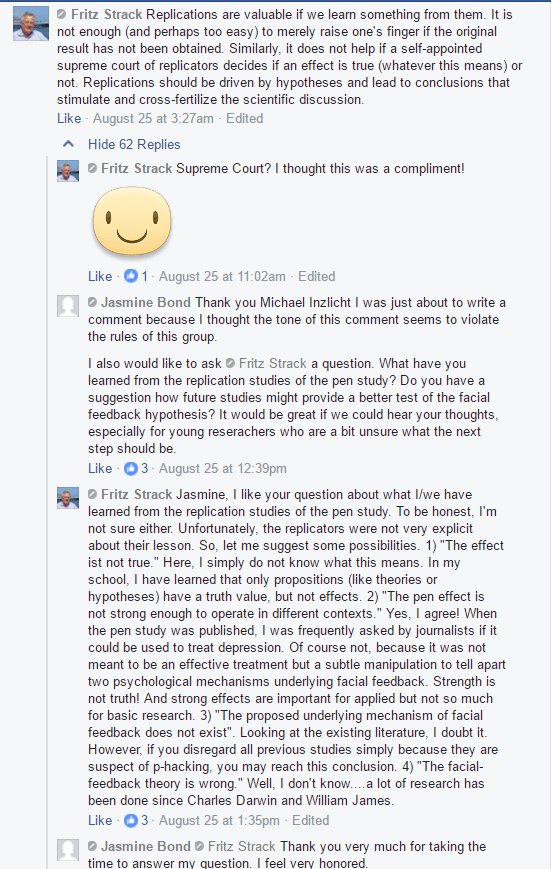 Fritz Strack Replications are valuable if we learn something from them. It is
not enough (and perhaps too easy) to merely raise one's finger if the original
result has not been obtained. Similarly, it does not help if a self-appointed
supreme court of replicators decides if an effect is true (whatever this means) or
not. Replications should be driven by hypotheses and lead to conclusions that
stimulate and cross-fertilize the scientific discussion.
Like · August 25 at 3:27am · Edited
Hide 62 Replies
Fritz Strack Supreme Court? I thought this was a compliment!
Like · 1 · August 25 at 11:02am · Edited
Jasmine Bond Thank you Michael Inzlicht I was just about to write a
comment because I thought the tone of this comment seems to violate
the rules of this group.
I also would like to ask Fritz Strack a question. What have you
learned from the replication studies of the pen study? Do you have a
suggestion how future studies might provide a better test of the facial
feedback hypothesis? It would be great if we could hear your thoughts,
especially for young reserachers who are a bit unsure what the next
step should be.
Like · 3 · August 25 at 12:39pm
Fritz Strack Jasmine, I like your question about what I/we have
learned from the replication studies of the pen study. To be honest, I'm
not sure either. Unfortunately, the replicators were not very explicit
about their lesson. So, let me suggest some possibilities. 1) "The effect
ist not true." Here, I simply do not know what this means. In my
school, I have learned that only propositions (like theories or
hypotheses) have a truth value, but not effects. 2) "The pen effect is
not strong enough to operate in different contexts." Yes, I agree! When
the pen study was published, I was frequently asked by journalists if it
could be used to treat depression. Of course not, because it was not
meant to be an effective treatment but a subtle manipulation to tell apart
two psychological mechanisms underlying facial feedback. Strength is
not truth! And strong effects are important for applied but not so much
for basic research. 3) "The proposed underlying mechanism of facial
feedback does not exist". Looking at the existing literature, I doubt it.
However, if you disregard all previous studies simply because they are
suspect of p-hacking, you may reach this conclusion. 4) "The facial-
feedback theory is wrong." Well, I don't know....a lot of research has
been done since Charles Darwin and William James.
Like · 3 · August 25 at 1:35pm · Edited
Jasmine Bond Fritz Strack Thank you very much for taking the
time to answer my question. I feel very honored.